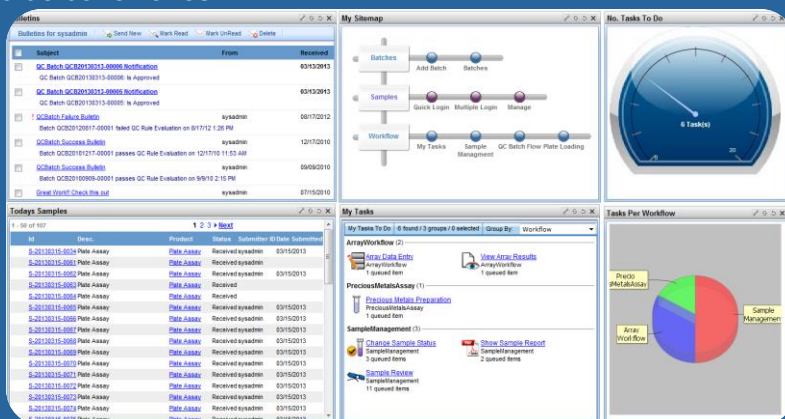 Bulletins
Bulletins for sysadmin Send New Mark Read Mark UnRead Delete
Subject From Received
QC Batch QCB20130313-00006 Notification 03/13/2013
QC Batch QCB20130313-00006: Is Approved
QC Batch QCB20130313-00005 Notification 03/13/2013
QC Batch QCB20130313-00005: Is Approved
! QCBatch Failure Bulletin sysadmin 08/17/2012
Batch QCB20120817-00001 failed QC Rule Evaluation on 8/17/12 1:26 PM
QCBatch Success Bulletin sysadmin 12/17/2010
Batch QCB20101217-00001 passes QC Rule Evaluation on 12/17/10 11:53 AM
QCBatch Success Bulletin sysadmin 09/09/2010
Batch QCB20100909-00001 passes QC Rule Evaluation on 9/9/10 2:15 PM
Great Work!! Check this out sysadmin 07/15/2010
My Sitemap
Batches
Add Batch Batches
Samples
Quick Login Multiple Login Manage
Workflow
My Tasks Sample Managment QC Batch Flow Plate Loading
No. Tasks To Do
6 Task(s)
0 20
Todays Samples
1 - 50 of 107 1 2 3 Next
Id Desc. Product Status Submitter ID Date Submitted
S-20130315-0034 Plate Assay Plate Assay Received sysadmin 03/15/2013
S-20130315-0061 Plate Assay Plate Assay Received sysadmin
S-20130315-0062 Plate Assay Plate Assay Received sysadmin 03/15/2013
S-20130315-0063 Plate Assay Plate Assay Received
S-20130315-0064 Plate Assay Plate Assay Received
S-20130315-0065 Plate Assay Plate Assay Received sysadmin 03/15/2013
S-20130315-0066 Plate Assay Plate Assay Received sysadmin 03/15/2013
S-20130315-0067 Plate Assay Plate Assay Received sysadmin 03/15/2013
S-20130315-0068 Plate Assay Plate Assay Received sysadmin 03/15/2013
S-20130315-0069 Plate Assay Plate Assay Received sysadmin 03/15/2013
S-20130315-0070 Plate Assay Plate Assay Received sysadmin 03/15/2013
S-20130315-0071 Plate Assay Plate Assay Received sysadmin 03/15/2013
S-20130315-0072 Plate Assay Plate Assay Received sysadmin 03/15/2013
S-20130315-0073 Plate Assay Plate Assay Received sysadmin 03/15/2013
S-20130315-0074 Plate Assay Plate Assay Received sysadmin 03/15/2013
My Tasks
My Tasks To Do 6 found / 3 groups / 0 selected Group By: Workflow
ArrayWorkflow (2)
Array Data Entry View Array Results
ArrayWorkflow ArrayWorkflow
1 queued item 1 queued item
PreciousMetalsAssay (1)
Precious Metals Preparation
PreciousMetalsAssay
1 queued item
SampleManagement (3)
Change Sample Status Show Sample Report
SampleManagement SampleManagement
3 queued items 2 queued items
Sample Review
SampleManagement
11 queued items
Tasks Per Workflow
Precio
sMetalsAssay
Sample
Management
Array
Workflow